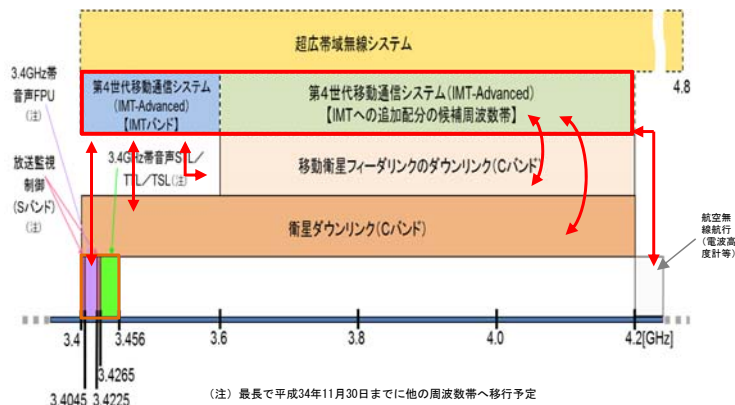 超広帯域無線システム
4.8
3.4GHz帯
音声FPU
(注)
第4世代移動通信システム
(IMT-Advanced)
【IMTバンド】
第4世代移動通信システム(IMT-Advanced)
【IMTへの追加配分の候補周波数帯】
放送監視
制御
(Sバンド)
(注)
3.4GHz帯音声STL/
TTL/TSL(注)
移動衛星フィーダリンクのダウンリンク(Cバンド)
衛星ダウンリンク(Cバンド)
航空無
線航行
(電波高
度計等)
3.4
3.456
3.6
3.8
4.0
4.2[GHz]
3.4265
3.4045
3.4225
(注) 最長で平成34年11月30日までに他の周波数帯へ移行予定